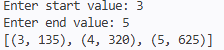 Enter start value: 3
Enter end value: 5
[(3, 135), (4, 320), (5, 625)]